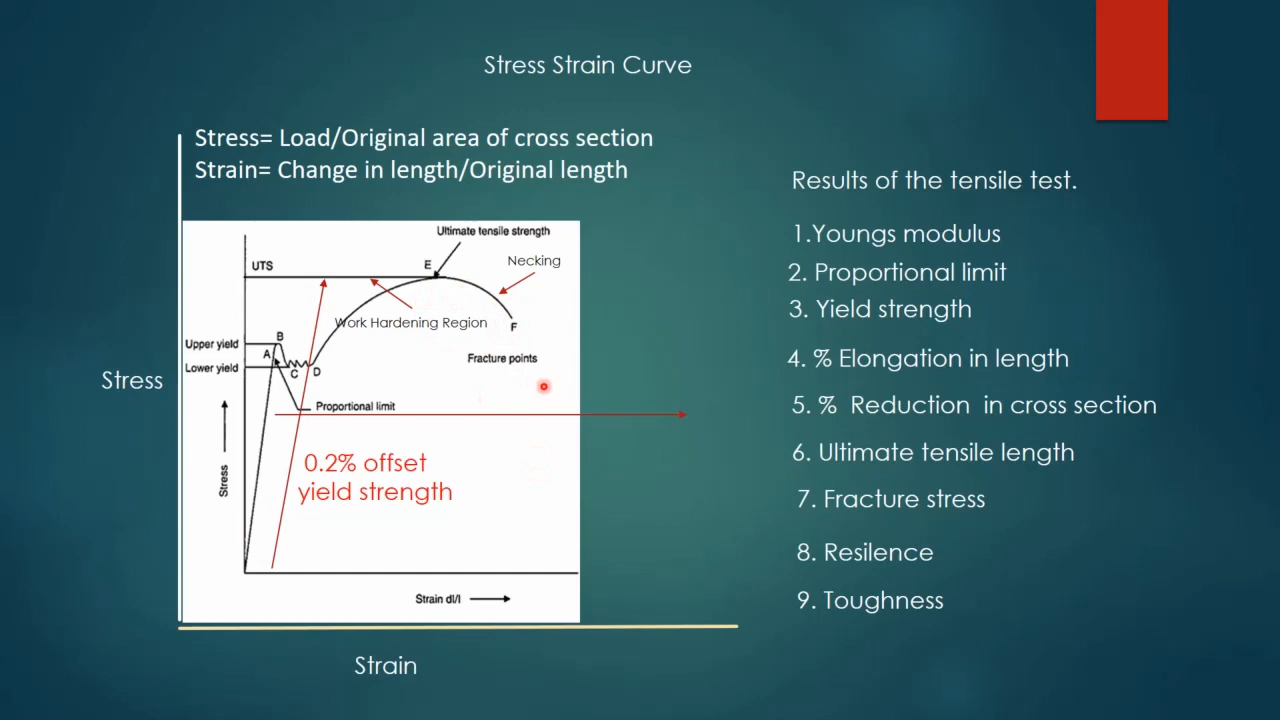 Stress Strain Curve
Stress= Load/Original area of cross section
Strain= Change in length/Original length
Results of the tensile test.
1.Youngs modulus
2. Proportional limit
3. Yield strength
4. % Elongation in length
5. %  Reduction  in cross section
6. Ultimate tensile length
7. Fracture stress
8. Resilence
9. Toughness
Ultimate tensile strength
UTS
E
Necking
Work Hardening Region
F
Upper yield
B
A
Lower yield
C
D
Fracture points
Stress
Proportional limit
0.2% offset
yield strength
Stress
Strain dl/l
Strain